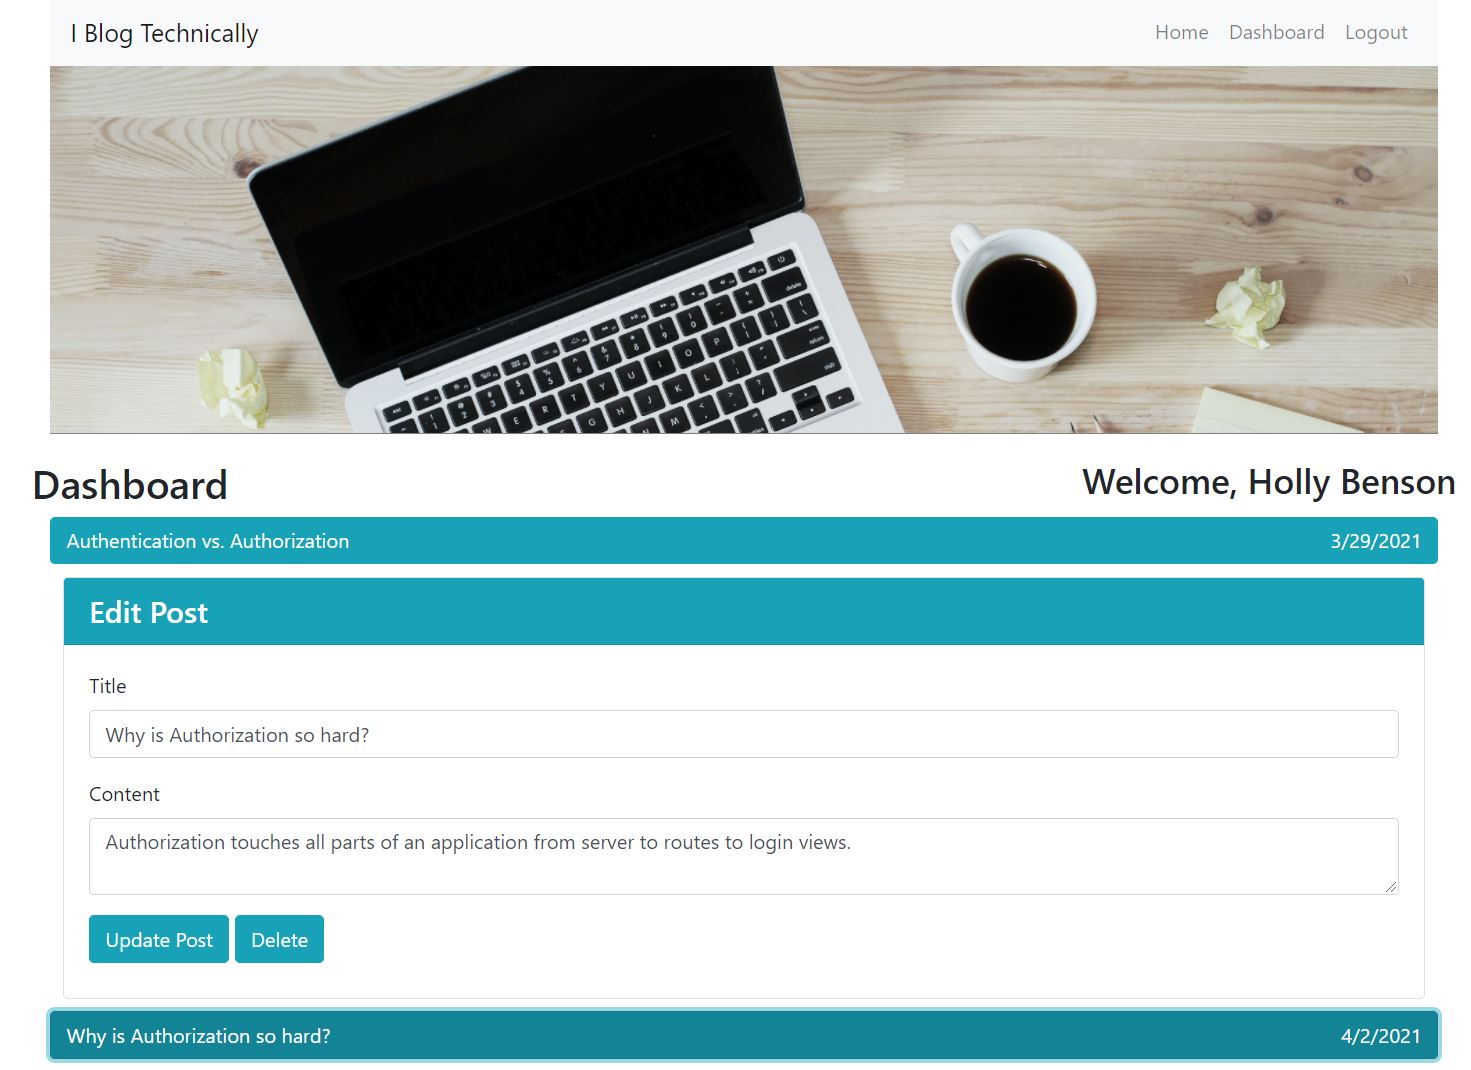 I Blog Technically
Home Dashboard Logout
Dashboard
Welcome, Holly Benson
Authentication vs. Authorization 3/29/2021
Edit Post
Title
Why is Authorization so hard?
Content
Authorization touches all parts of an application from server to routes to login views.
Update Post Delete
Why is Authorization so hard? 4/2/2021